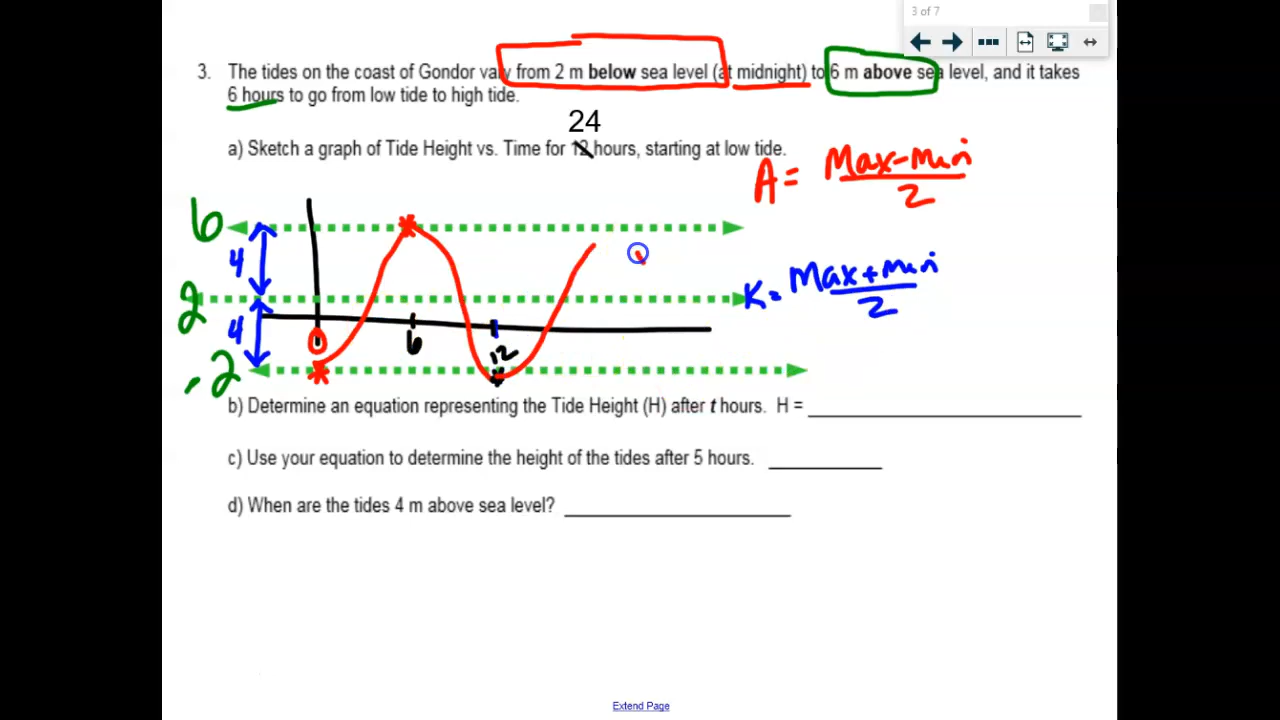 3 of 7
3. The tides on the coast of Gondor vary from 2 m below sea level (at midnight) to 6 m above sea level, and it takes
6 hours to go from low tide to high tide.
24
a) Sketch a graph of Tide Height vs. Time for 12 hours, starting at low tide.
A = Max-Min
2
6
4
K = Max+Min
2
2
4
0
6
12
-2
b) Determine an equation representing the Tide Height (H) after t hours. H = ____________________
c) Use your equation to determine the height of the tides after 5 hours. __________
d) When are the tides 4 m above sea level? ____________________
Extend Page